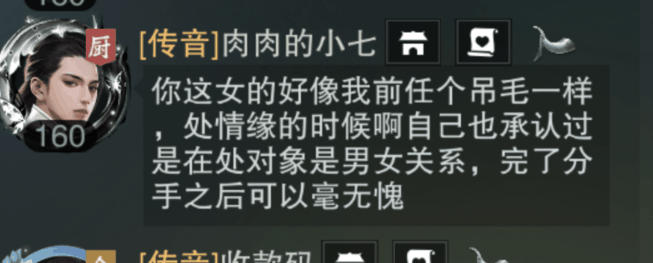 160
厨
[传音]肉肉的小七
你这女的好像我前任个吊毛一样
，处情缘的时候啊自己也承认过
是在处对象是男女关系，完了分
手之后可以毫无愧
160
[传音]收款码